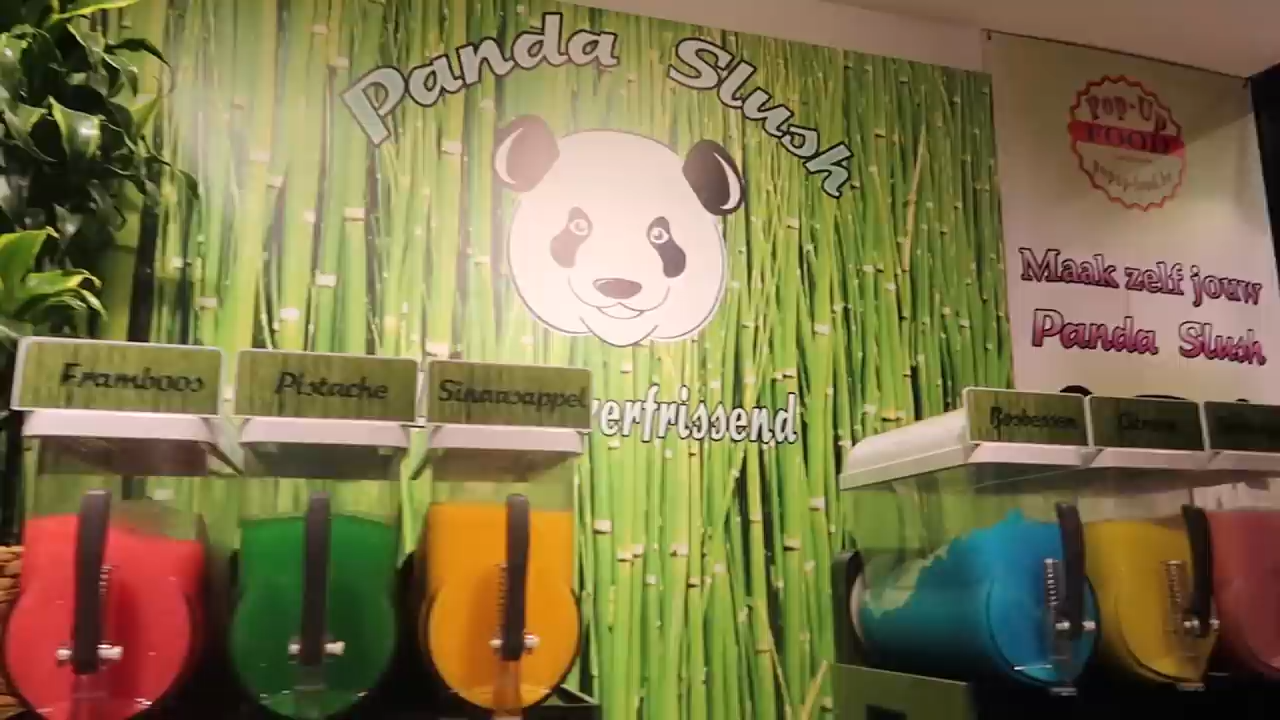 Panda Slush
POP-UP
FOOD
Maak zelf jouw
Panda Slush
Framboos
Pistache
Sinaasappel
verfrissend
Bosbessen
Citroen